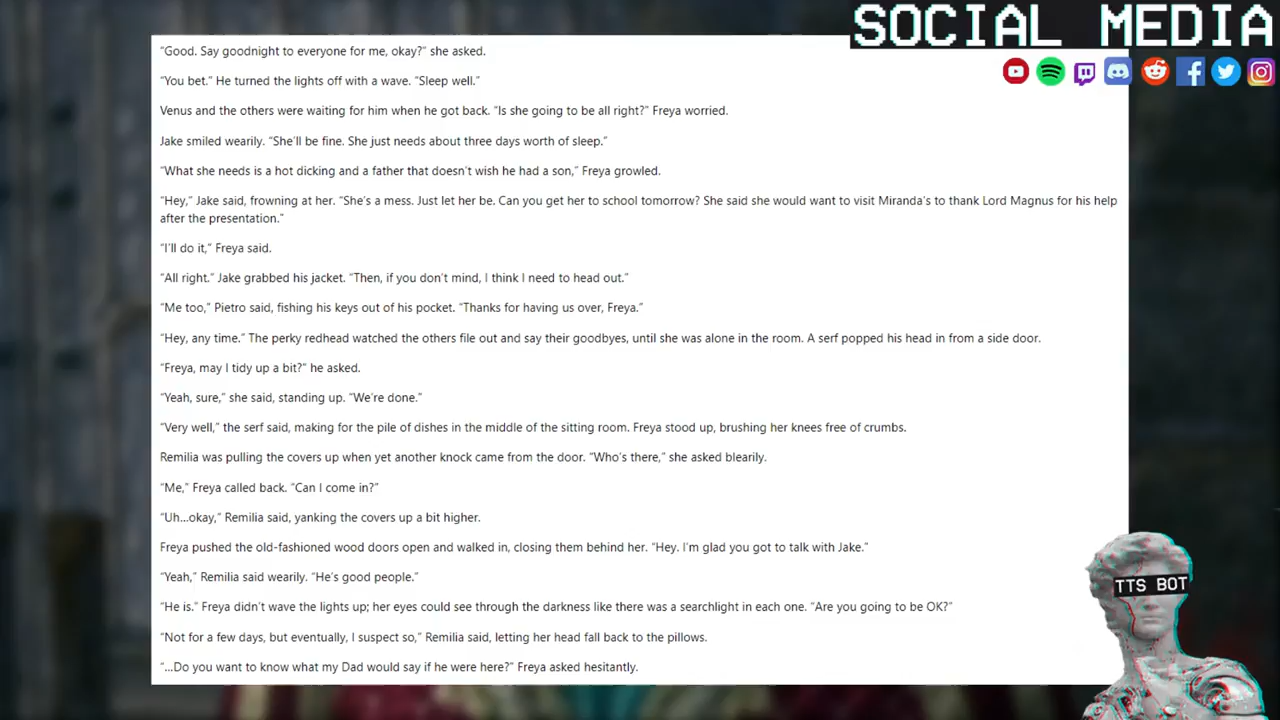 SOCIAL MEDIA
“Good. Say goodnight to everyone for me, okay?” she asked.
“You bet.” He turned the lights off with a wave. “Sleep well.”
Venus and the others were waiting for him when he got back. “Is she going to be all right?” Freya worried.
Jake smiled wearily. “She’ll be fine. She just needs about three days worth of sleep.”
“What she needs is a hot dicking and a father that doesn’t wish he had a son,” Freya growled.
“Hey,” Jake said, frowning at her. “She’s a mess. Just let her be. Can you get her to school tomorrow? She said she would want to visit Miranda’s to thank Lord Magnus for his help
after the presentation.”
“I’ll do it,” Freya said.
“All right.” Jake grabbed his jacket. “Then, if you don’t mind, I think I need to head out.”
“Me too,” Pietro said, fishing his keys out of his pocket. “Thanks for having us over, Freya.”
“Hey, any time.” The perky redhead watched the others file out and say their goodbyes, until she was alone in the room. A serf popped his head in from a side door.
“Freya, may I tidy up a bit?” he asked.
“Yeah, sure,” she said, standing up. “We’re done.”
“Very well,” the serf said, making for the pile of dishes in the middle of the sitting room. Freya stood up, brushing her knees free of crumbs.
Remilia was pulling the covers up when yet another knock came from the door. “Who’s there,” she asked blearily.
“Me,” Freya called back. “Can I come in?”
“Uh…okay,” Remilia said, yanking the covers up a bit higher.
Freya pushed the old-fashioned wood doors open and walked in, closing them behind her. “Hey. I’m glad you got to talk with Jake.”
“Yeah,” Remilia said wearily. “He’s good people.”
“He is.” Freya didn’t wave the lights up; her eyes could see through the darkness like there was a searchlight in each one. “Are you going to be OK?”
“Not for a few days, but eventually, I suspect so,” Remilia said, letting her head fall back to the pillows.
“…Do you want to know what my Dad would say if he were here?” Freya asked hesitantly.
TTS BOT